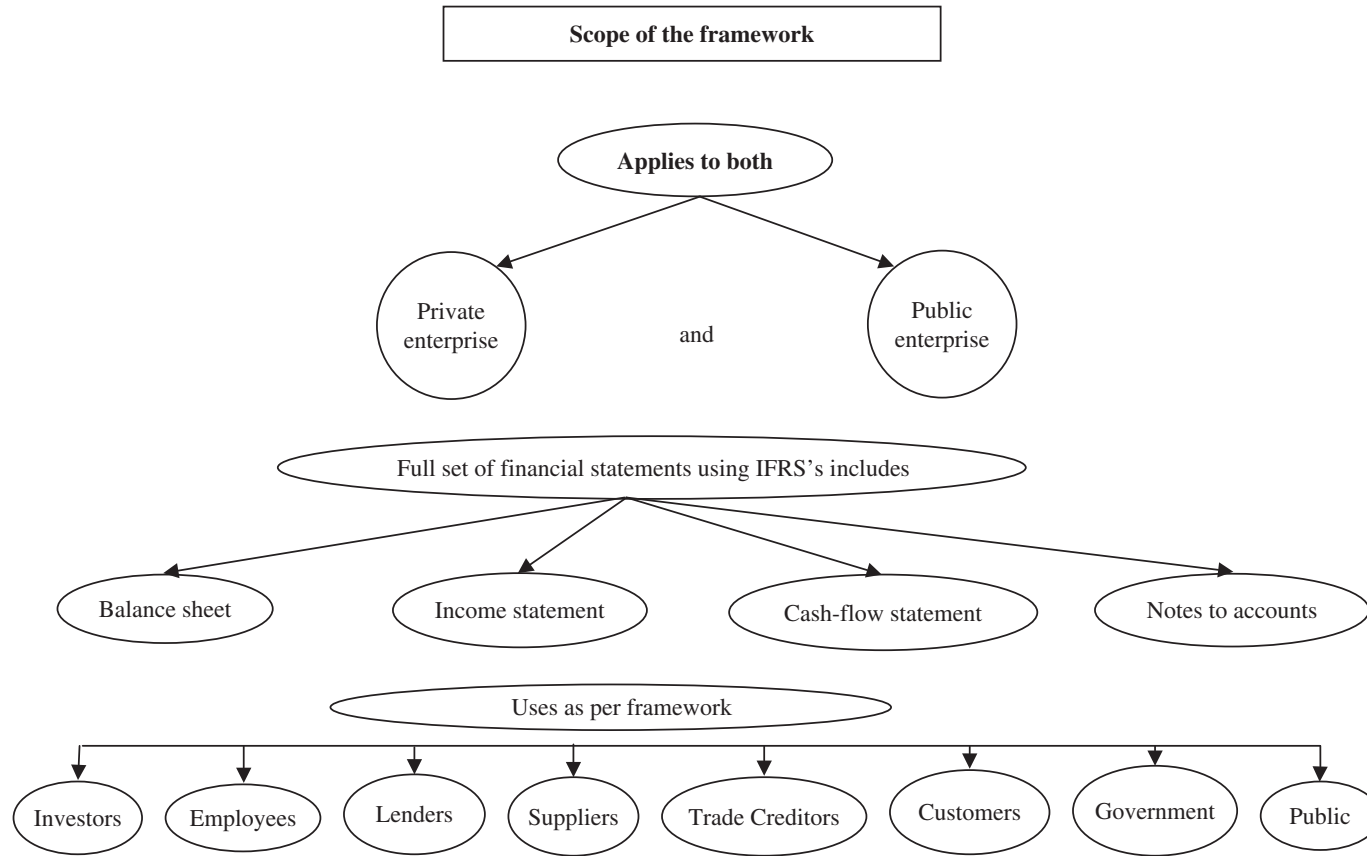 Scope of the framework
Applies to both
Private
enterprise
and
Public
enterprise
Full set of financial statements using IFRS's includes
Balance sheet
Income statement
Cash-flow statement
Notes to accounts
Uses as per framework
Investors
Employees
Lenders
Suppliers
Trade Creditors
Customers
Government
Public